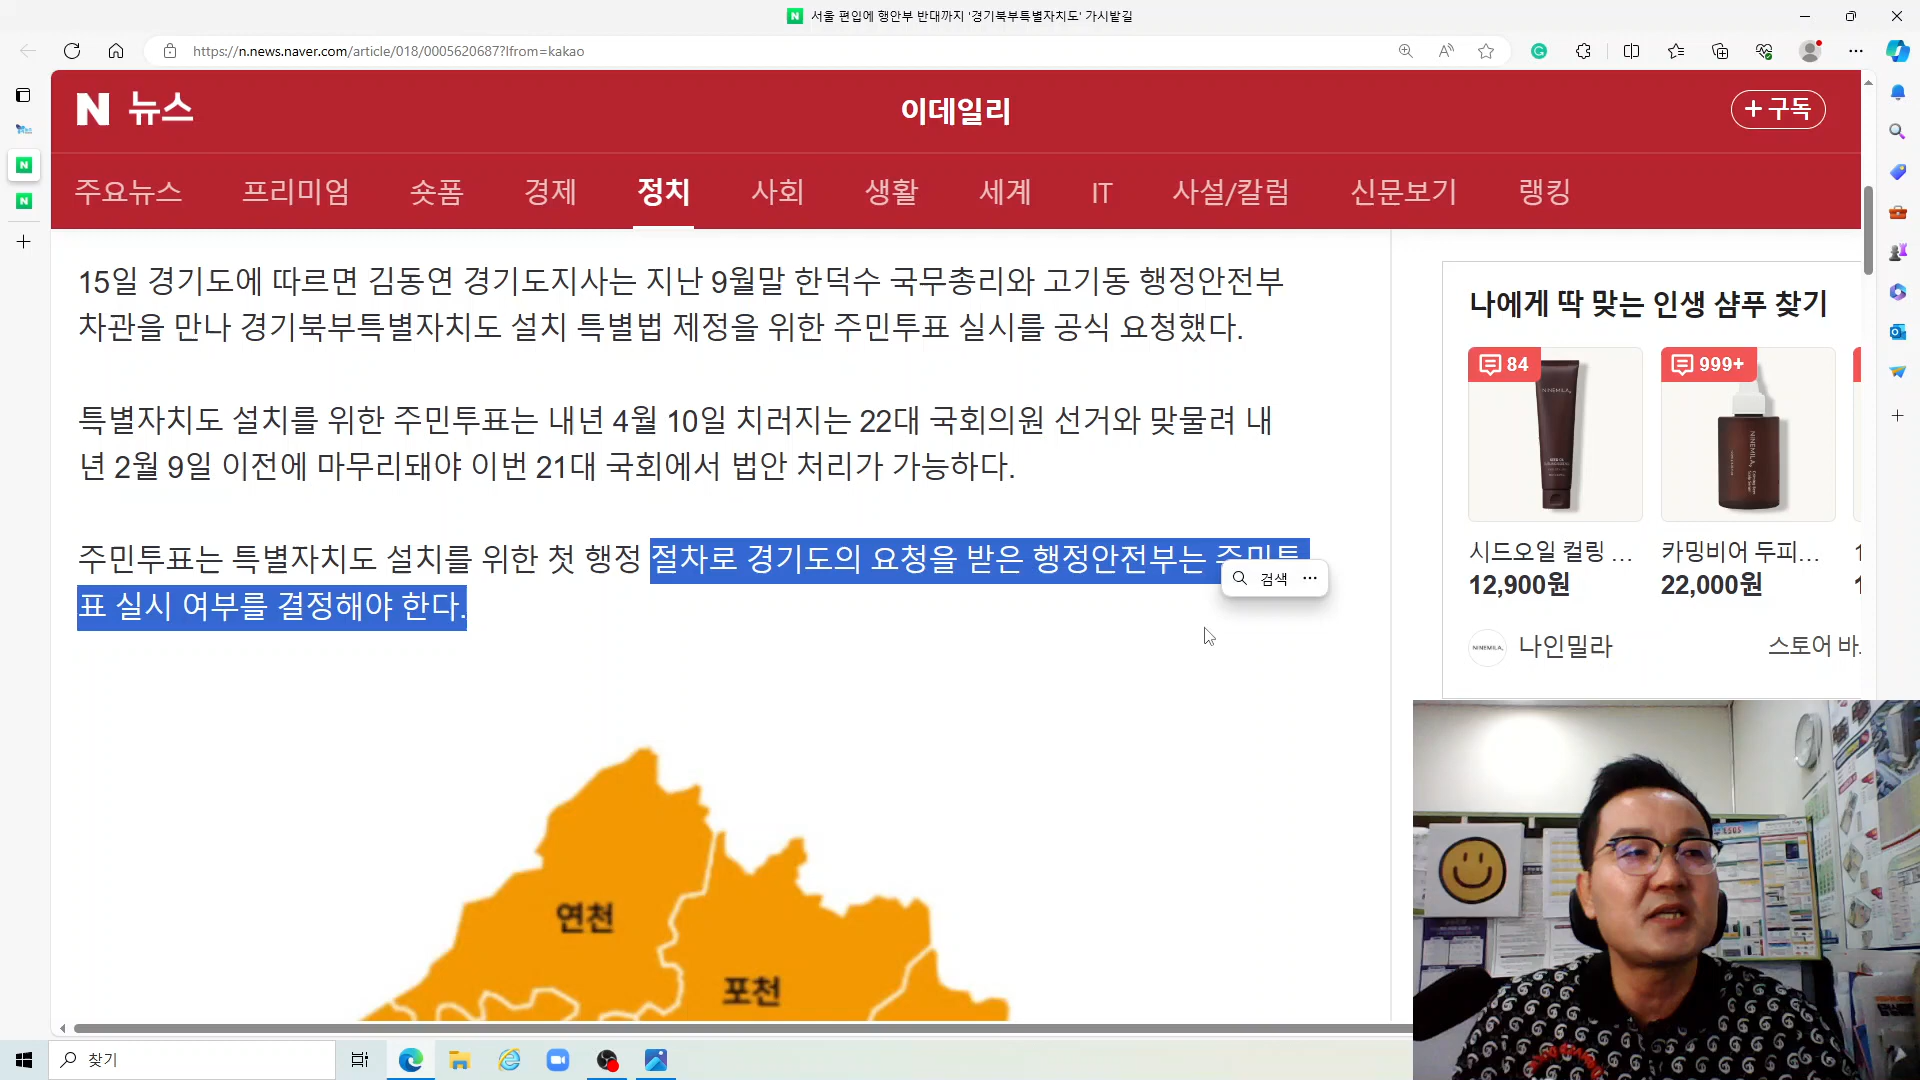 서울 편입에 행안부 반대까지 '경기북부특별자치도' 가시밭길
https://n.news.naver.com/article/018/0005620687?lfrom=kakao
N 뉴스
이데일리
+ 구독
주요뉴스 프리미엄 숏폼 경제 정치 사회 생활 세계 IT 사설/칼럼 신문보기 랭킹
15일 경기도에 따르면 김동연 경기도지사는 지난 9월말 한덕수 국무총리와 고기동 행정안전부
차관을 만나 경기북부특별자치도 설치 특별법 제정을 위한 주민투표 실시를 공식 요청했다.
특별자치도 설치를 위한 주민투표는 내년 4월 10일 치러지는 22대 국회의원 선거와 맞물려 내
년 2월 9일 이전에 마무리돼야 이번 21대 국회에서 법안 처리가 가능하다.
주민투표는 특별자치도 설치를 위한 첫 행정 절차로 경기도의 요청을 받은 행정안전부는 주민투
표 실시 여부를 결정해야 한다.
검색 ···
연천
포천
나에게 딱 맞는 인생 샴푸 찾기
84
999+
NINEMILA.
NINEMILA.
시드오일 컬링 ...
12,900원
카밍비어 두피...
22,000원
NINEMILA.
나인밀라
스토어 바
찾기